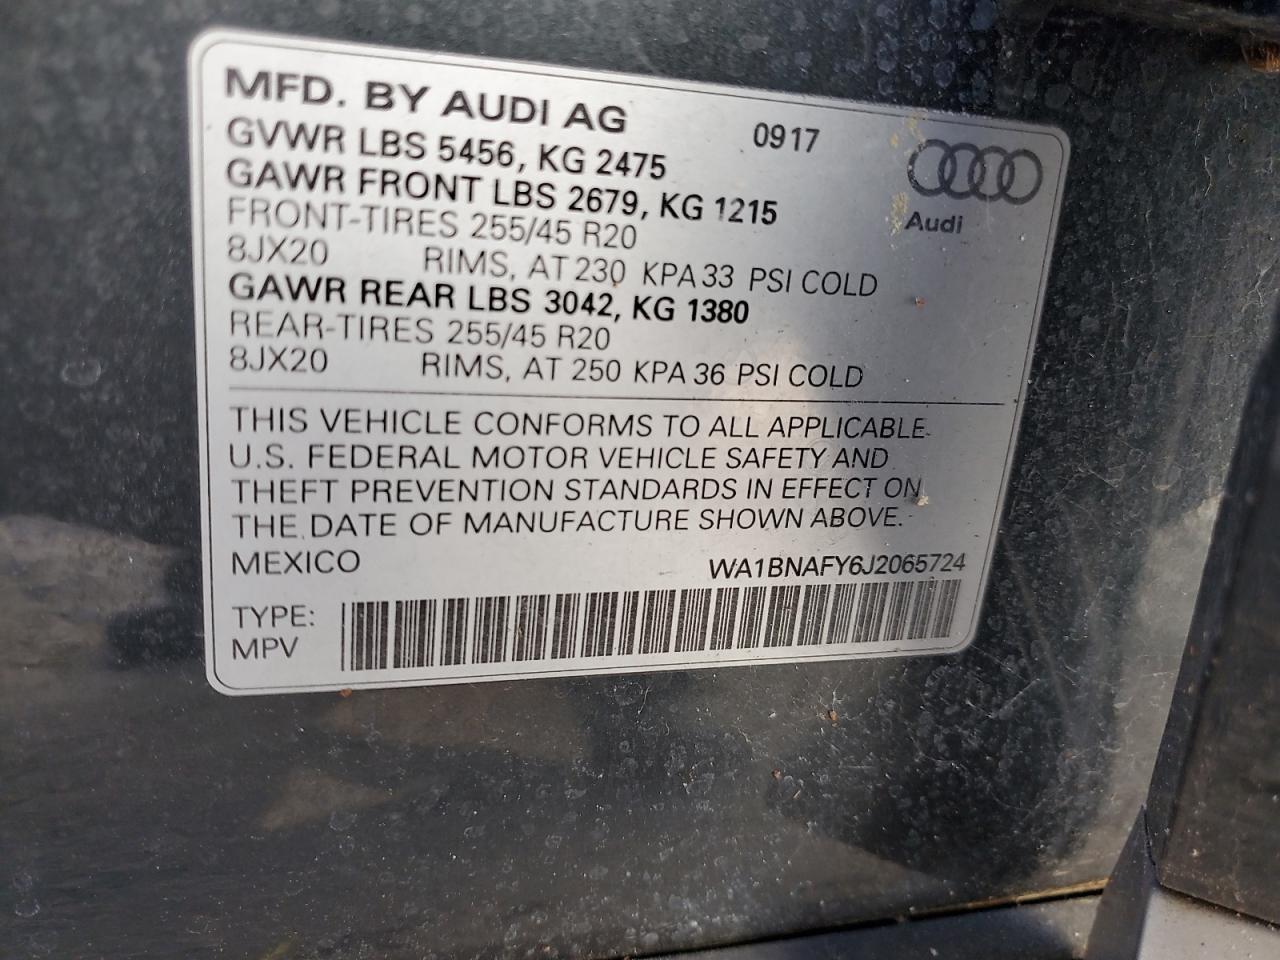 MFD. BY AUDI AG 0917
GVWR LBS 5456, KG 2475
GAWR FRONT LBS 2679, KG 1215
Audi
FRONT-TIRES 255/45 R20
8JX20 RIMS, AT 230 KPA 33 PSI COLD
GAWR REAR LBS 3042, KG 1380
REAR-TIRES 255/45 R20
8JX20 RIMS, AT 250 KPA 36 PSI COLD
THIS VEHICLE CONFORMS TO ALL APPLICABLE
U.S. FEDERAL MOTOR VEHICLE SAFETY AND
THEFT PREVENTION STANDARDS IN EFFECT ON
THE DATE OF MANUFACTURE SHOWN ABOVE.
MEXICO WA1BNAFY6J2065724
TYPE:
MPV